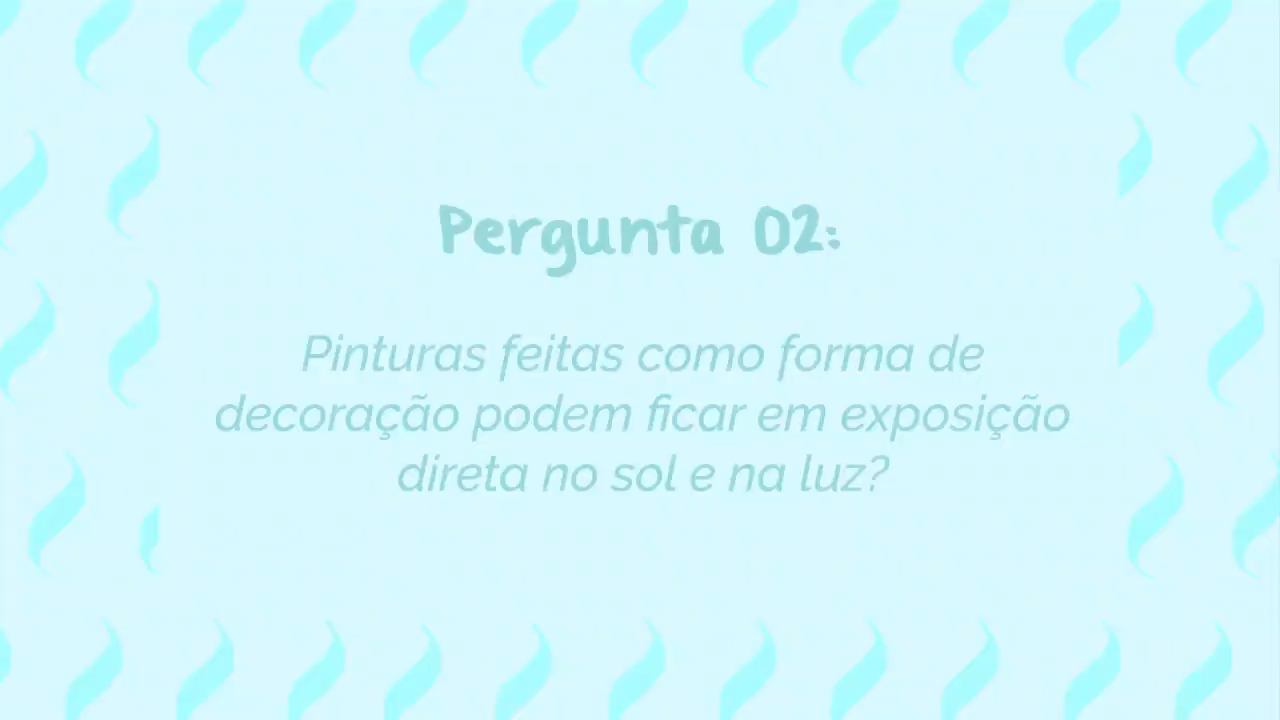 Pergunta 02:
Pinturas feitas como forma de
decoração podem ficar em exposição
direta no sol e na luz?